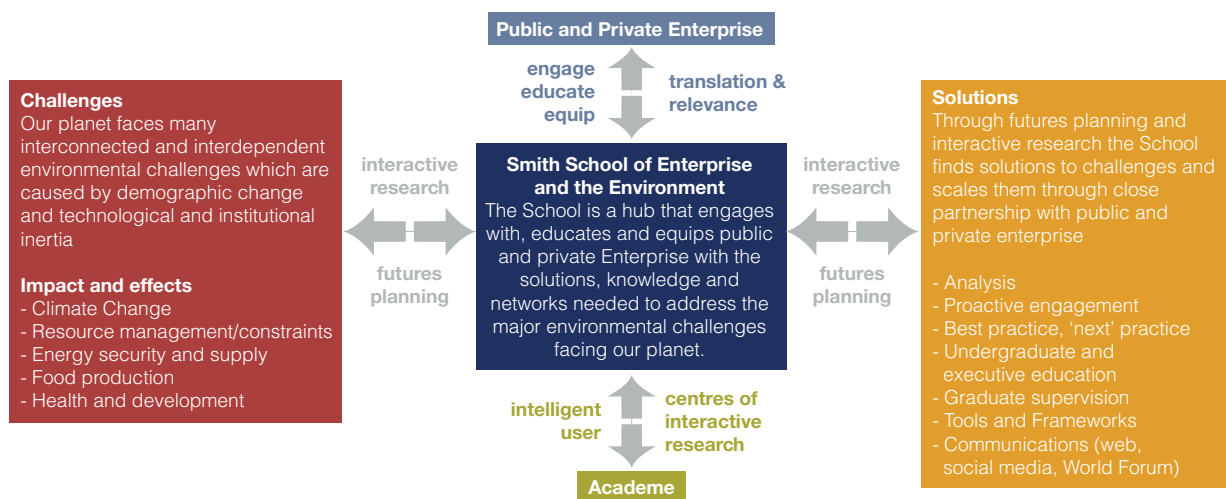 Public and Private Enterprise
engage
educate
equip
translation &
relevance
Challenges
Our planet faces many
interconnected and interdependent
environmental challenges which are
caused by demographic change
and technological and institutional
inertia
Impact and effects
- Climate Change
- Resource management/constraints
- Energy security and supply
- Food production
- Health and development
interactive
research
futures
planning
Smith School of Enterprise
and the Environment
The School is a hub that engages
with, educates and equips public
and private Enterprise with the
solutions, knowledge and
networks needed to address the
major environmental challenges
facing our planet.
interactive
research
futures
planning
Solutions
Through futures planning and
interactive research the School
finds solutions to challenges and
scales them through close
partnership with public and
private enterprise
- Analysis
- Proactive engagement
- Best practice, ‘next’ practice
- Undergraduate and
executive education
- Graduate supervision
- Tools and Frameworks
- Communications (web,
social media, World Forum)
intelligent
user
centres of
interactive
research
Academe